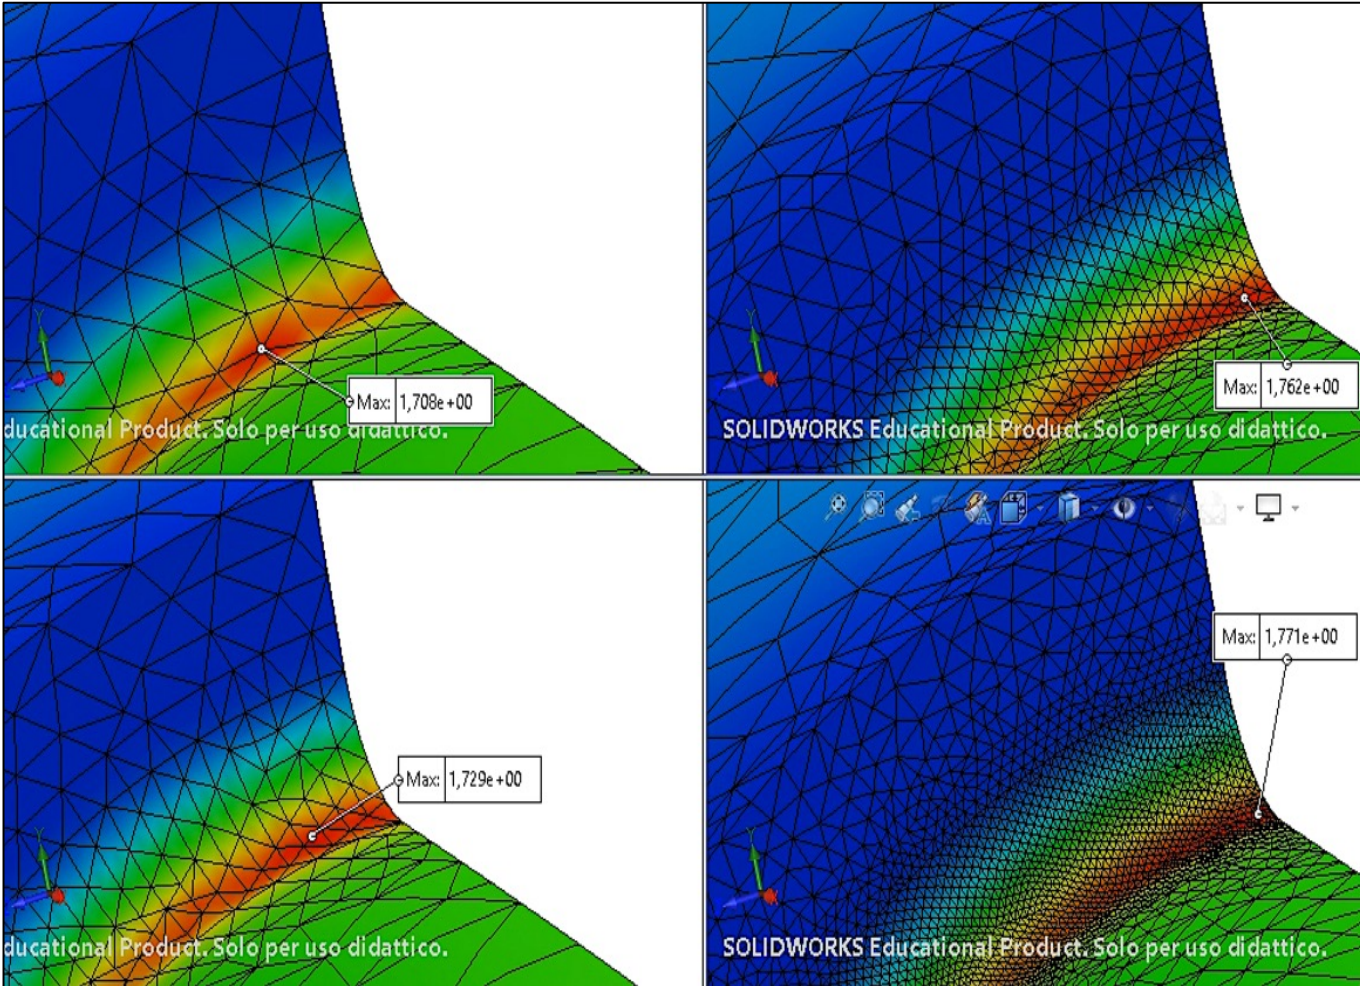 Max: 1,708e+00
ducational Product. Solo per uso didattico.
Max: 1,762e+00
SOLIDWORKS Educational Product. Solo per uso didattico.
Max: 1,729e+00
ducational Product. Solo per uso didattico.
Max: 1,771e+00
SOLIDWORKS Educational Product. Solo per uso didattico.